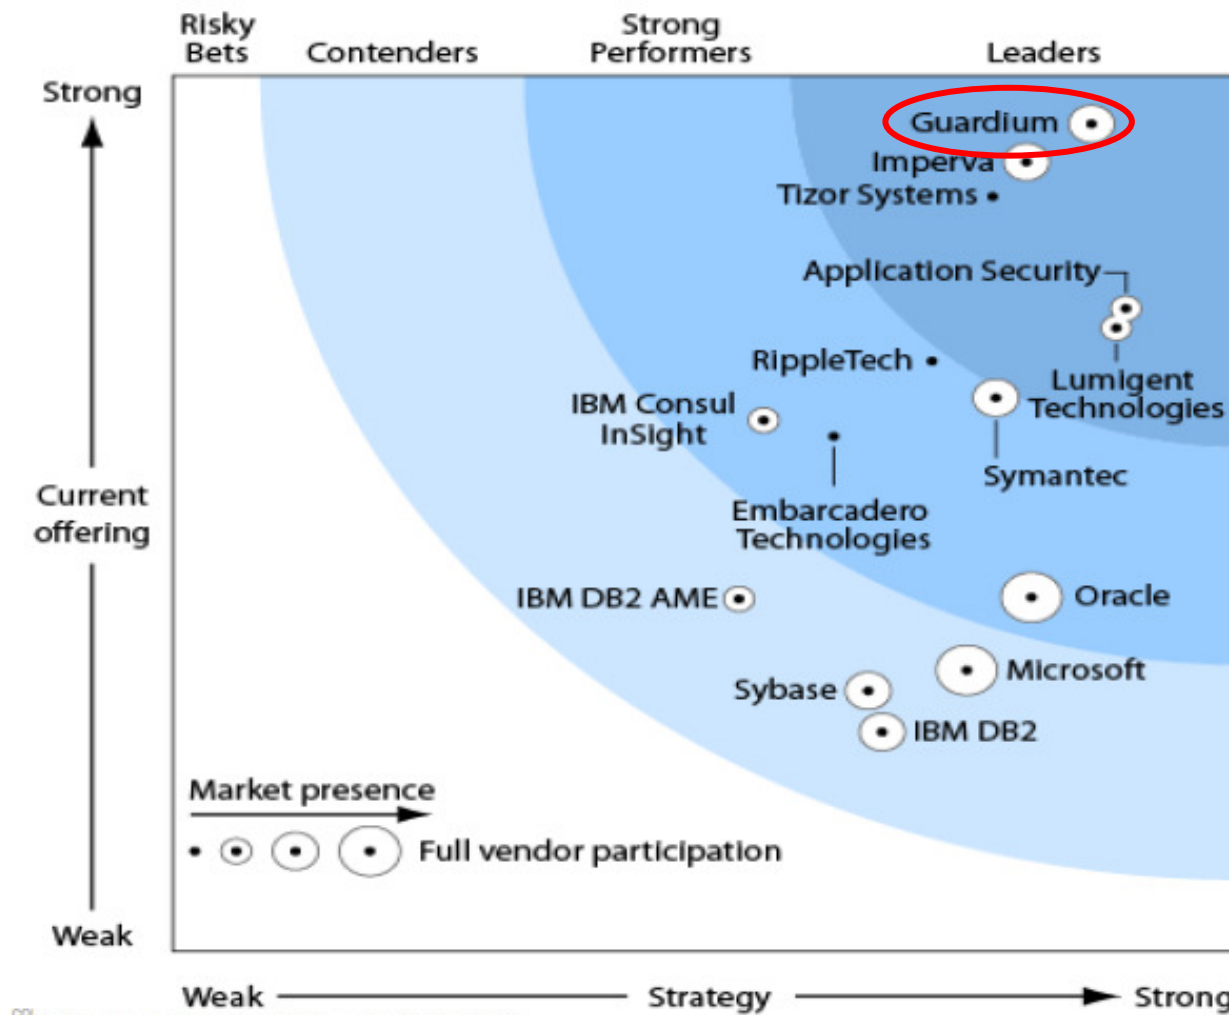 Risky
Bets
Contenders
Strong
Performers
Leaders
Strong
Guardium
Imperva
Tizor Systems
Application Security
RippleTech
Lumigent
Technologies
IBM Consul
InSight
Symantec
Current
offering
Embarcadero
Technologies
IBM DB2 AME
Oracle
Microsoft
Sybase
IBM DB2
Market presence
Full vendor participation
Weak
Weak
Strategy
Strong